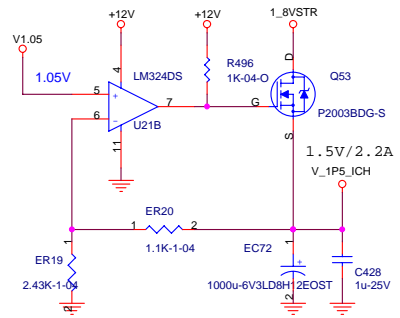 +12V
+12V
1_8VSTR
V1.05
1.05V
4
LM324DS
R496
1K-04-O
D
Q53
5
+
7
G
6
-
U21B
P2003BDG-S
11
S
1.5V/2.2A
V_1P5_ICH
1
ER20
2
1.1K-1-04
1
ER19
2.43K-1-04
2
EC72
1
+
1000u-6V3LD8H12EOST
2
C428
1u-25V